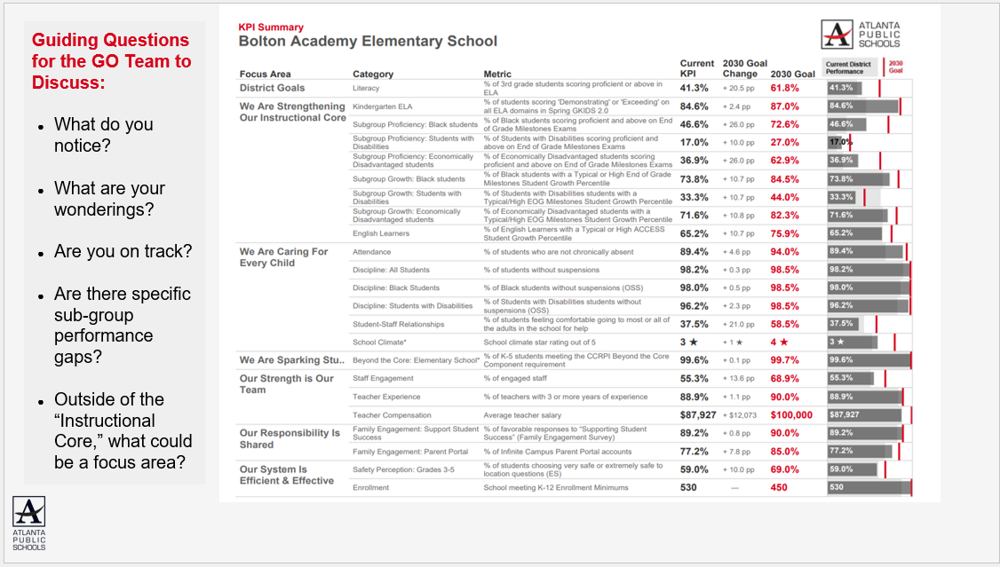 Guiding Questions
for the GO Team to
Discuss:
• What do you
notice?
• What are your
wonderings?
• Are you on track?
• Are there specific
sub-group
performance
gaps?
• Outside of the
“Instructional
Core,” what could
be a focus area?
ATLANTA
PUBLIC
SCHOOLS
KPI Summary
Bolton Academy Elementary School
ATLANTA
PUBLIC
SCHOOLS
Focus Area Category Metric Current KPI 2030 Goal Change 2030 Goal Current District Performance 2030 Goal
District Goals Literacy % of 3rd grade students scoring proficient or above in ELA 41.3% + 20.5 pp 61.8% 41.3%
We Are Strengthening Our Instructional Core Kindergarten ELA % of students scoring 'Demonstrating' or 'Exceeding' on all ELA domains in Spring GKIDS 2.0 84.6% + 2.4 pp 87.0% 84.6%
Subgroup Proficiency: Black students % of Black students scoring proficient and above on End of Grade Milestones Exams 46.6% + 26.0 pp 72.6% 46.6%
Subgroup Proficiency: Students with Disabilities % of Students with Disabilities scoring proficient and above on End of Grade Milestones Exams 17.0% + 10.0 pp 27.0% 17.0%
Subgroup Proficiency: Economically Disadvantaged students % of Economically Disadvantaged students scoring proficient and above on End of Grade Milestones Exams 36.9% + 26.0 pp 62.9% 36.9%
Subgroup Growth: Black students % of Black students with a Typical or High End of Grade Milestones Student Growth Percentile 73.8% + 10.7 pp 84.5% 73.8%
Subgroup Growth: Students with Disabilities % of Students with Disabilities students with a Typical/High EOG Milestones Student Growth Percentile 33.3% + 10.7 pp 44.0% 33.3%
Subgroup Growth: Economically Disadvantaged students % of Economically Disadvantaged students with a Typical/High EOG Milestones Student Growth Percentile 71.6% + 10.8 pp 82.3% 71.6%
English Learners % of English Learners with a Typical or High ACCESS Student Growth Percentile 65.2% + 10.7 pp 75.9% 65.2%
We Are Caring For Every Child Attendance % of students who are not chronically absent 89.4% + 4.6 pp 94.0% 89.4%
Discipline: All Students % of students without suspensions 98.2% + 0.3 pp 98.5% 98.2%
Discipline: Black Students % of Black students without suspensions (OSS) 98.0% + 0.5 pp 98.5% 98.0%
Discipline: Students with Disabilities % of Students with Disabilities students without suspensions (OSS) 96.2% + 2.3 pp 98.5% 96.2%
Student-Staff Relationships % of students feeling comfortable going to most or all of the adults in the school for help 37.5% + 21.0 pp 58.5% 37.5%
School Climate* School climate star rating out of 5 3 ★ + 1 ★ 4 ★ 3 ★
We Are Sparking Stu.. Beyond the Core: Elementary School* % of K-5 students meeting the CCRPI Beyond the Core Component requirement 99.6% + 0.1 pp 99.7% 99.6%
Our Strength is Our Team Staff Engagement % of engaged staff 55.3% + 13.6 pp 68.9% 55.3%
Teacher Experience % of teachers with 3 or more years of experience 88.9% + 1.1 pp 90.0% 88.9%
Teacher Compensation Average teacher salary $87,927 + $12,073 $100,000 $87,927
Our Responsibility Is Shared Family Engagement: Support Student Success % of favorable responses to "Supporting Student Success" (Family Engagement Survey) 89.2% + 0.8 pp 90.0% 89.2%
Family Engagement: Parent Portal % of Infinite Campus Parent Portal accounts 77.2% + 7.8 pp 85.0% 77.2%
Our System Is Efficient & Effective Safety Perception: Grades 3-5 % of students choosing very safe or extremely safe to location questions (ES) 59.0% + 10.0 pp 69.0% 59.0%
Enrollment School meeting K-12 Enrollment Minimums 530 — 450 530